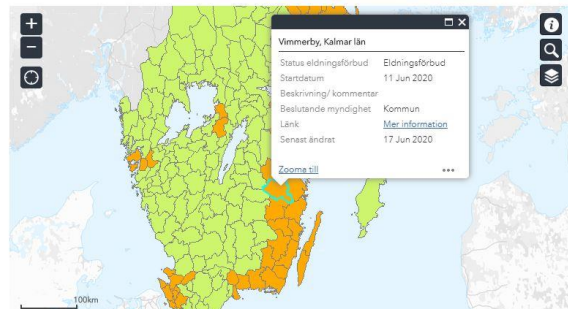 +
−
Vimmerby, Kalmar län
Status eldningsförbud Eldningsförbud
Startdatum 11 Jun 2020
Beskrivning/ kommentar
Beslutande myndighet Kommun
Länk Mer information
Senast ändrat 17 Jun 2020
Zooma till
100km